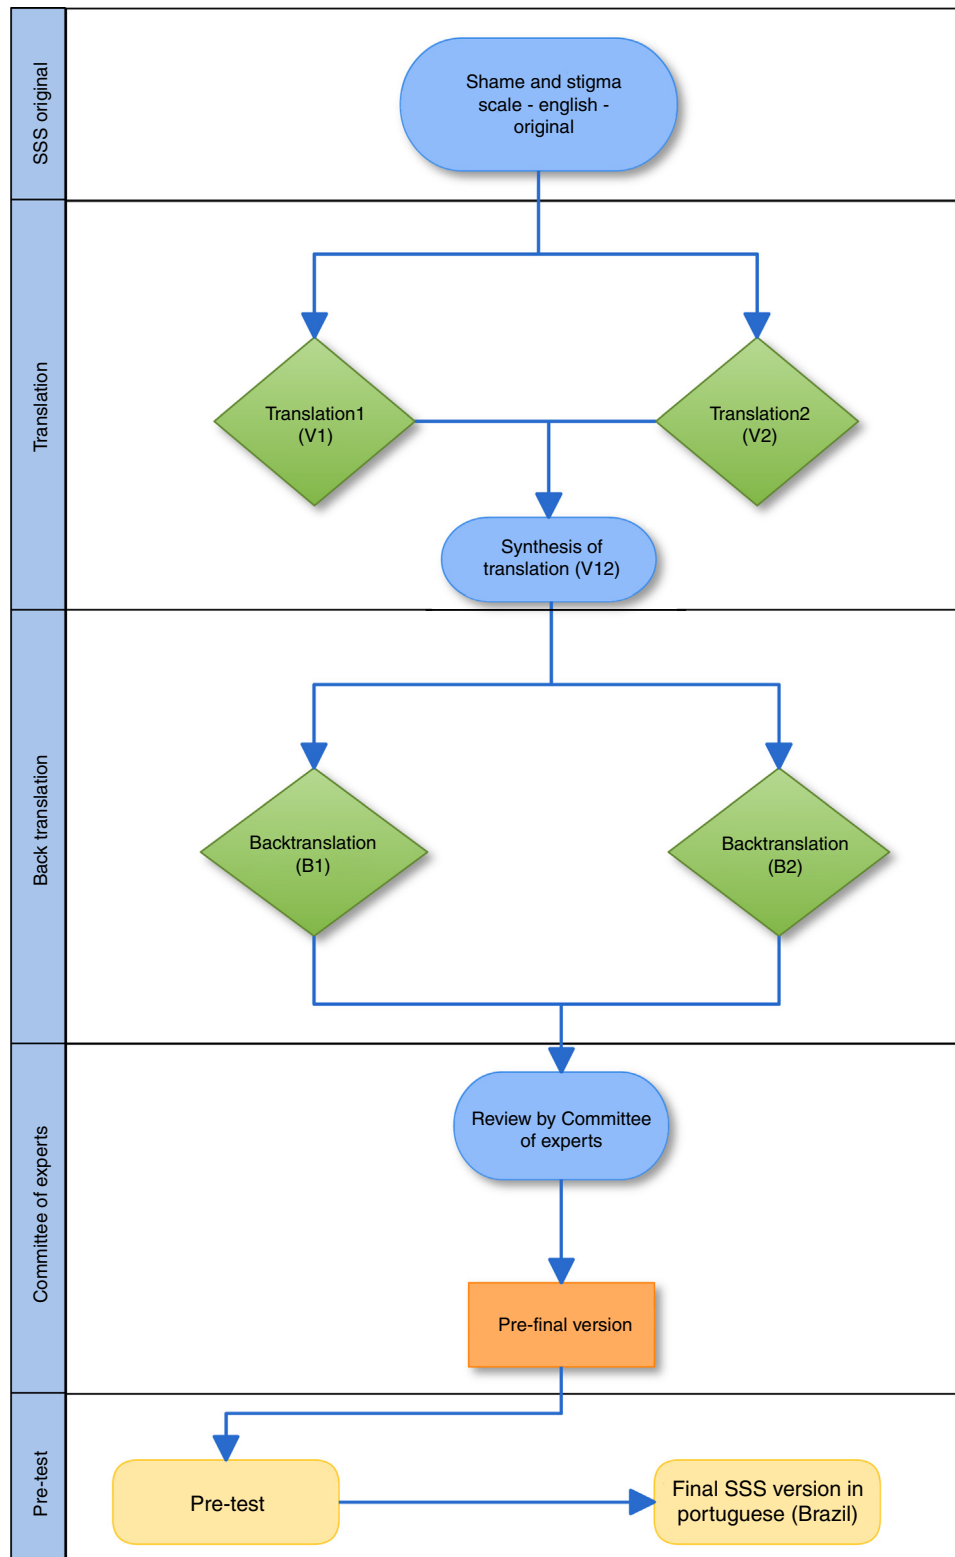 SSS original
Shame and stigma
scale - english -
original
Translation
Translation1
(V1)
Translation2
(V2)
Synthesis of
translation (V12)
Back translation
Backtranslation
(B1)
Backtranslation
(B2)
Committee of experts
Review by Committee
of experts
Pre-final version
Pre-test
Pre-test
Final SSS version in
portuguese (Brazil)